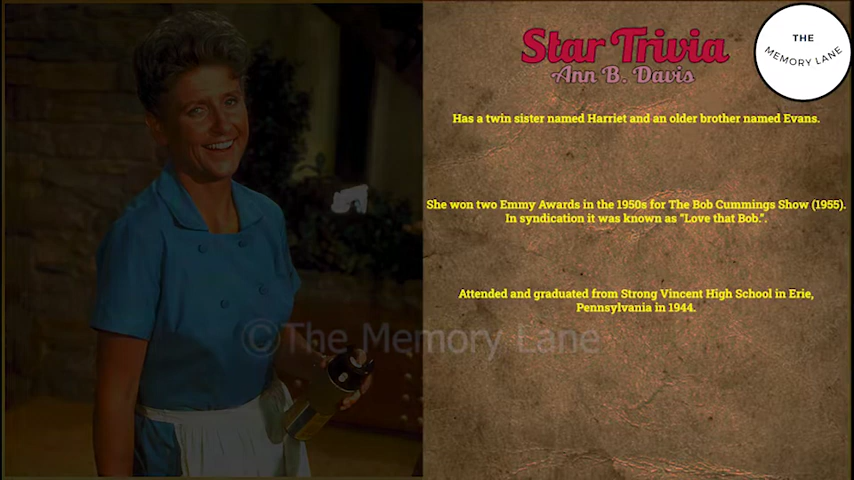 Star Trivia
Ann B. Davis
THE
MEMORY LANE
Has a twin sister named Harriet and an older brother named Evans.
She won two Emmy Awards in the 1950s for The Bob Cummings Show (1955).
In syndication it was known as "Love that Bob.".
Attended and graduated from Strong Vincent High School in Erie,
Pennsylvania in 1944.
©The Memory Lane